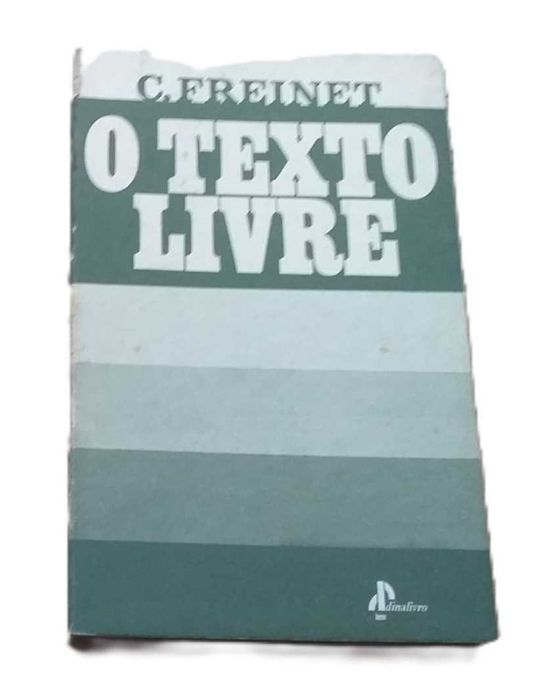 C. FREINET
O TEXTO
LIVRE
dinalivro